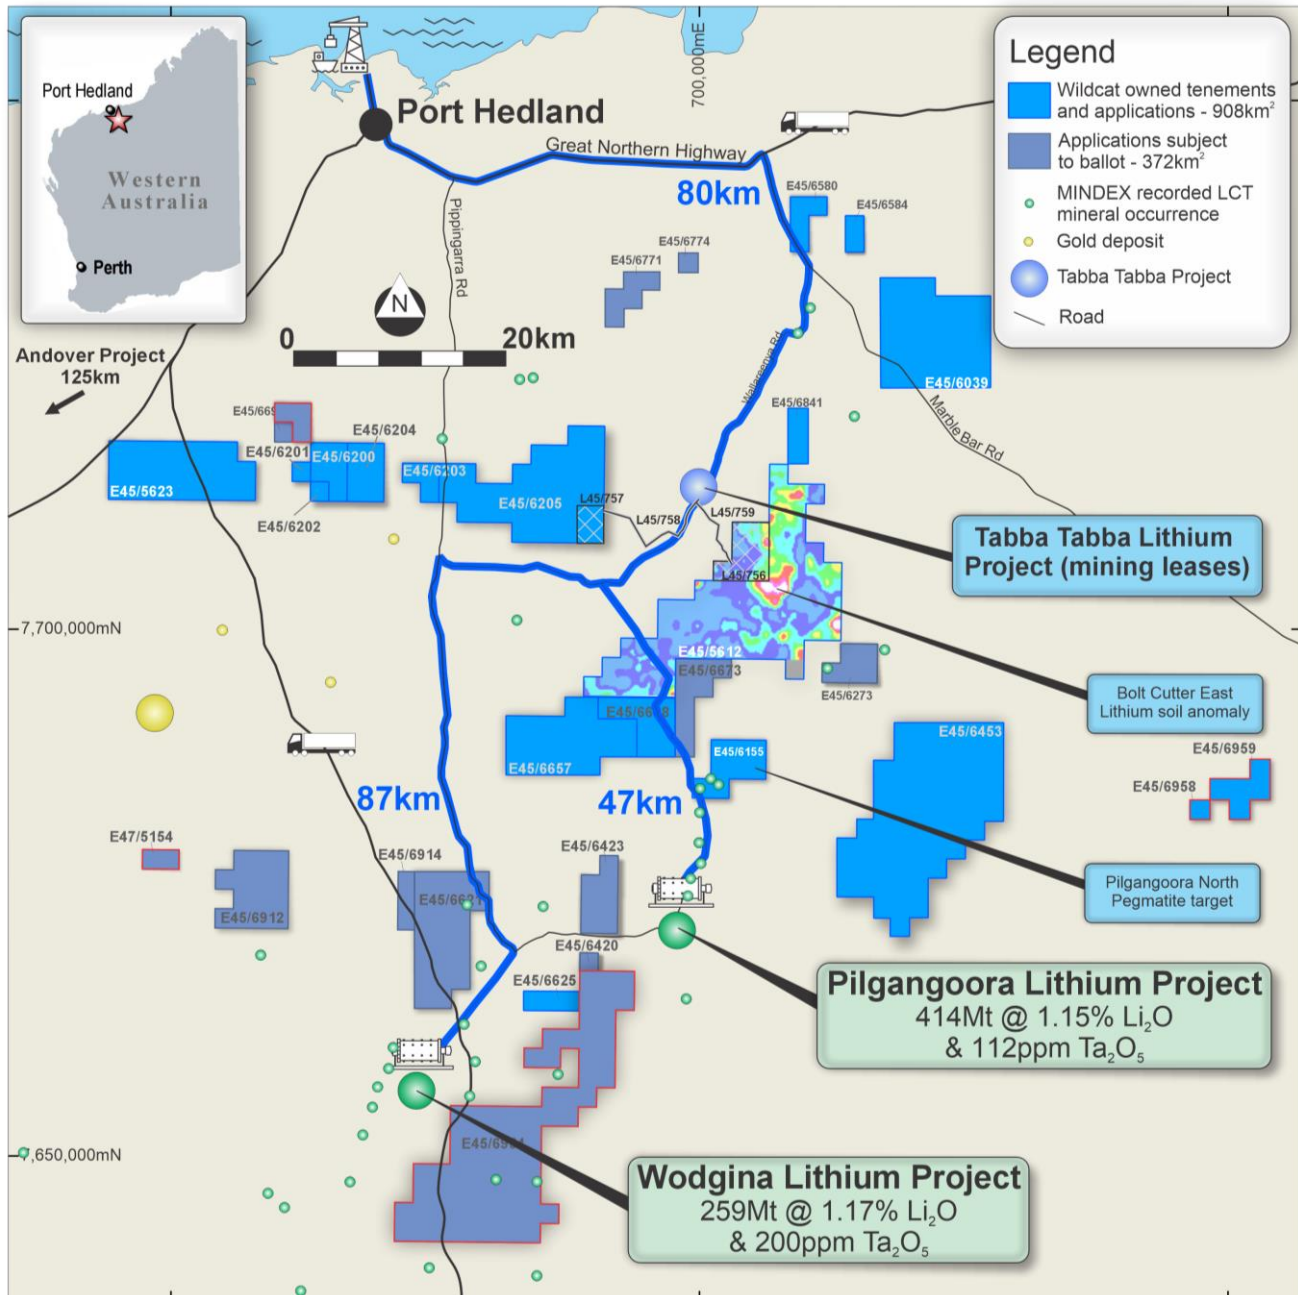 Port Hedland
Western
Australia
Perth
Andover Project
125km
Port Hedland
Great Northern Highway
700,000mE
80km
Pippingarra Rd
N
0
20km
Wallareenya Rd
Marble Bar Rd
Legend
Wildcat owned tenements
and applications - 908km²
Applications subject
to ballot - 372km²
MINDEX recorded LCT
mineral occurrence
Gold deposit
Tabba Tabba Project
Road
E45/6580
E45/6584
E45/6774
E45/6771
E45/6039
E45/6841
E45/6204
E45/6201
E45/6200
E45/6203
E45/5623
E45/6202
E45/6205
L45/757
L45/758
L45/759
L45/756
Tabba Tabba Lithium
Project (mining leases)
7,700,000mN
E45/5612
E45/6673
E45/6273
Bolt Cutter East
Lithium soil anomaly
E45/6657
E45/6155
E45/6453
E45/6959
E45/6958
87km
47km
E47/5154
E45/6914
E45/6423
E45/6912
Pilgangoora North
Pegmatite target
E45/6420
E45/6625
Pilgangoora Lithium Project
414Mt @ 1.15% Li₂O
& 112ppm Ta₂O₅
7,650,000mN
Wodgina Lithium Project
259Mt @ 1.17% Li₂O
& 200ppm Ta₂O₅